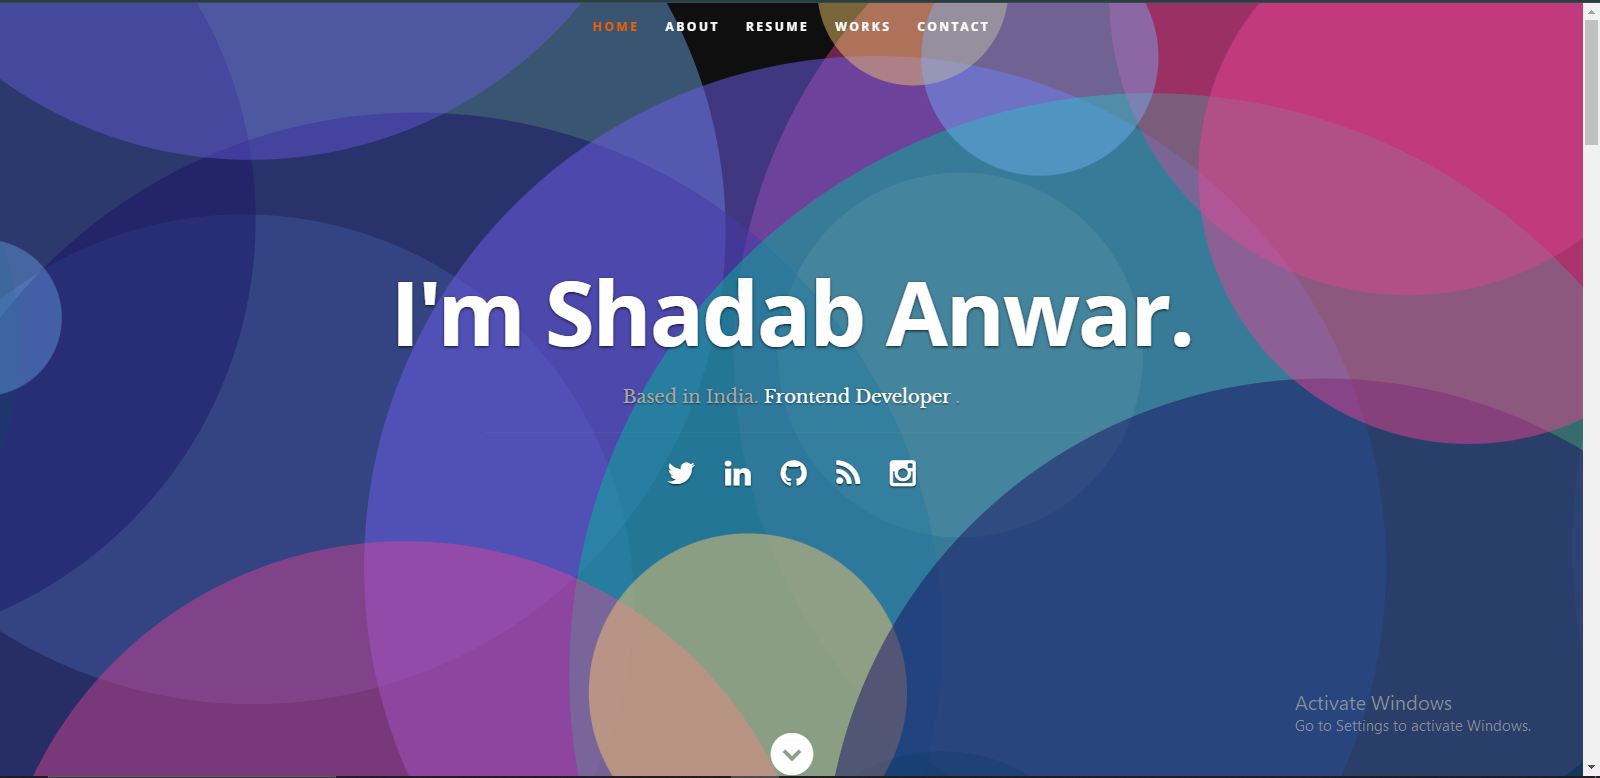 HOME ABOUT RESUME WORKS CONTACT
I'm Shadab Anwar.
Based in India. Frontend Developer .
Activate Windows
Go to Settings to activate Windows.